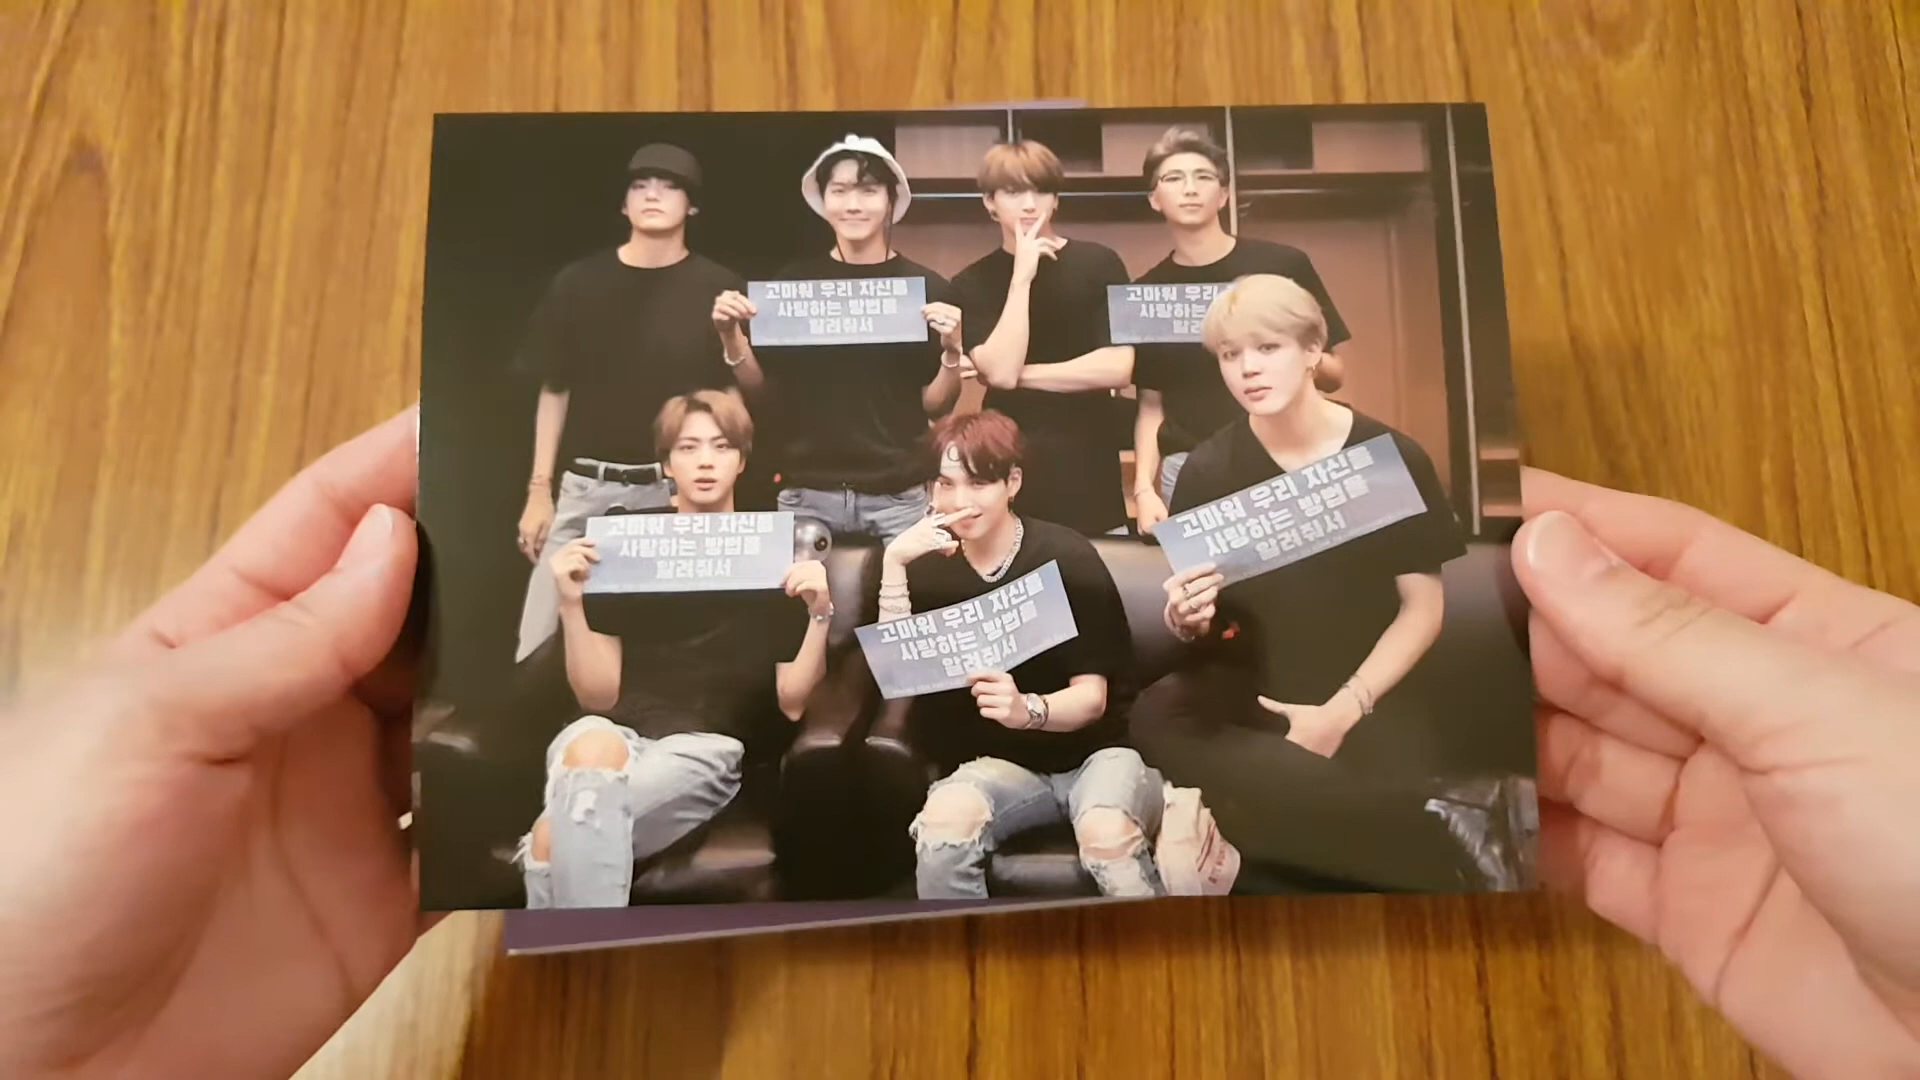 고마워 우리 자신을
사랑하는 방법을
알려줘서
고마워 우리
사랑하는
알려
고마워 우리 자신을
사랑하는 방법을
알려줘서
고마워 우리 자신을
사랑하는 방법을
알려줘서
고마워 우리 자신을
사랑하는 방법을
알려줘서